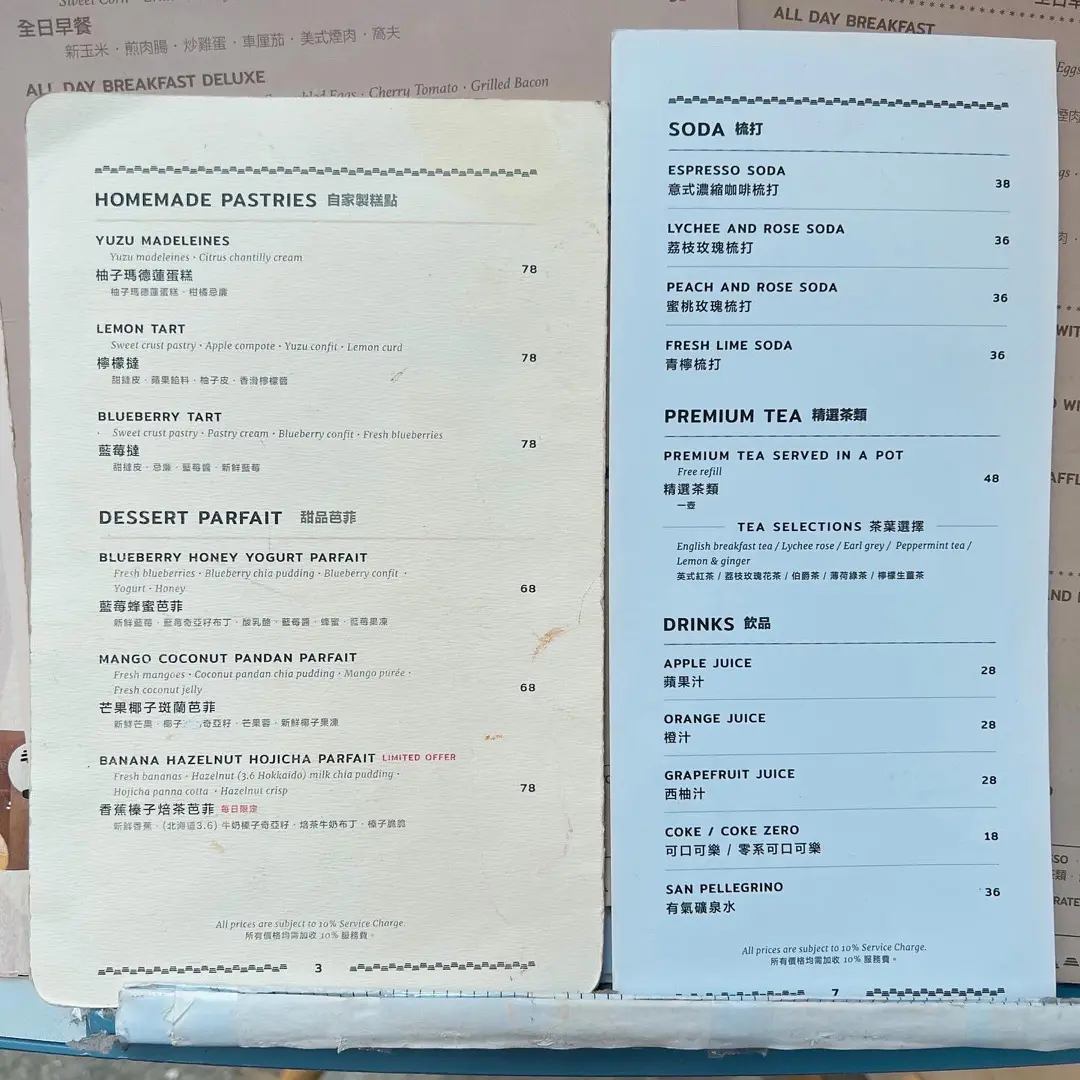 全日早餐
新玉米 · 煎肉腸 · 炒雞蛋 · 車厘茄 · 美式煙肉 · 窩夫
ALL DAY BREAKFAST DELUXE
Eggs · Cherry Tomato · Grilled Bacon
HOMEMADE PASTRIES 自家製糕點
YUZU MADELEINES
Yuzu madeleines · Citrus chantilly cream
78
柚子瑪德蓮蛋糕
柚子瑪德蓮蛋糕 · 柑橘忌廉
LEMON TART
Sweet crust pastry · Apple compote · Yuzu confit · Lemon curd
78
檸檬撻
甜撻皮 · 蘋果餡料 · 柚子皮 · 香滑檸檬醬
BLUEBERRY TART
Sweet crust pastry · Pastry cream · Blueberry confit · Fresh blueberries
78
藍莓撻
甜撻皮 · 忌廉 · 藍莓醬 · 新鮮藍莓
DESSERT PARFAIT 甜品芭菲
BLUEBERRY HONEY YOGURT PARFAIT
Fresh blueberries · Blueberry chia pudding · Blueberry confit ·
Yogurt · Honey
68
藍莓蜂蜜芭菲
新鮮藍莓 · 藍莓奇亞籽布丁 · 酸乳酪 · 藍莓醬 · 蜂蜜 · 藍莓果凍
MANGO COCONUT PANDAN PARFAIT
Fresh mangoes · Coconut pandan chia pudding · Mango purée ·
Fresh coconut jelly
68
芒果椰子斑蘭芭菲
新鮮芒果 · 椰子 奇亞籽 · 芒果蓉 · 新鮮椰子果凍
BANANA HAZELNUT HOJICHA PARFAIT LIMITED OFFER
Fresh bananas · Hazelnut (3.6 Hokkaido) milk chia pudding ·
Hojicha panna cotta · Hazelnut crisp
78
香蕉榛子焙茶芭菲 每日限定
新鮮香蕉 · (北海道3.6) 牛奶榛子奇亞籽 · 焙茶牛奶布丁 · 榛子脆脆
All prices are subject to 10% Service Charge.
所有價格均需加收 10% 服務費。
3
ALL DAY BREAKFAST
SODA 梳打
ESPRESSO SODA
38
意式濃縮咖啡梳打
LYCHEE AND ROSE SODA
36
荔枝玫瑰梳打
PEACH AND ROSE SODA
36
蜜桃玫瑰梳打
FRESH LIME SODA
36
青檸梳打
PREMIUM TEA 精選茶類
PREMIUM TEA SERVED IN A POT
Free refill
48
精選茶類
一壺
TEA SELECTIONS 茶葉選擇
English breakfast tea / Lychee rose / Earl grey / Peppermint tea /
Lemon & ginger
英式紅茶 / 荔枝玫瑰花茶 / 伯爵茶 / 薄荷綠茶 / 檸檬生薑茶
DRINKS 飲品
APPLE JUICE
28
蘋果汁
ORANGE JUICE
28
橙汁
GRAPEFRUIT JUICE
28
西柚汁
COKE / COKE ZERO
18
可口可樂 / 零系可口可樂
SAN PELLEGRINO
36
有氣礦泉水
All prices are subject to 10% Service Charge.
所有價格均需加收 10% 服務費。
7